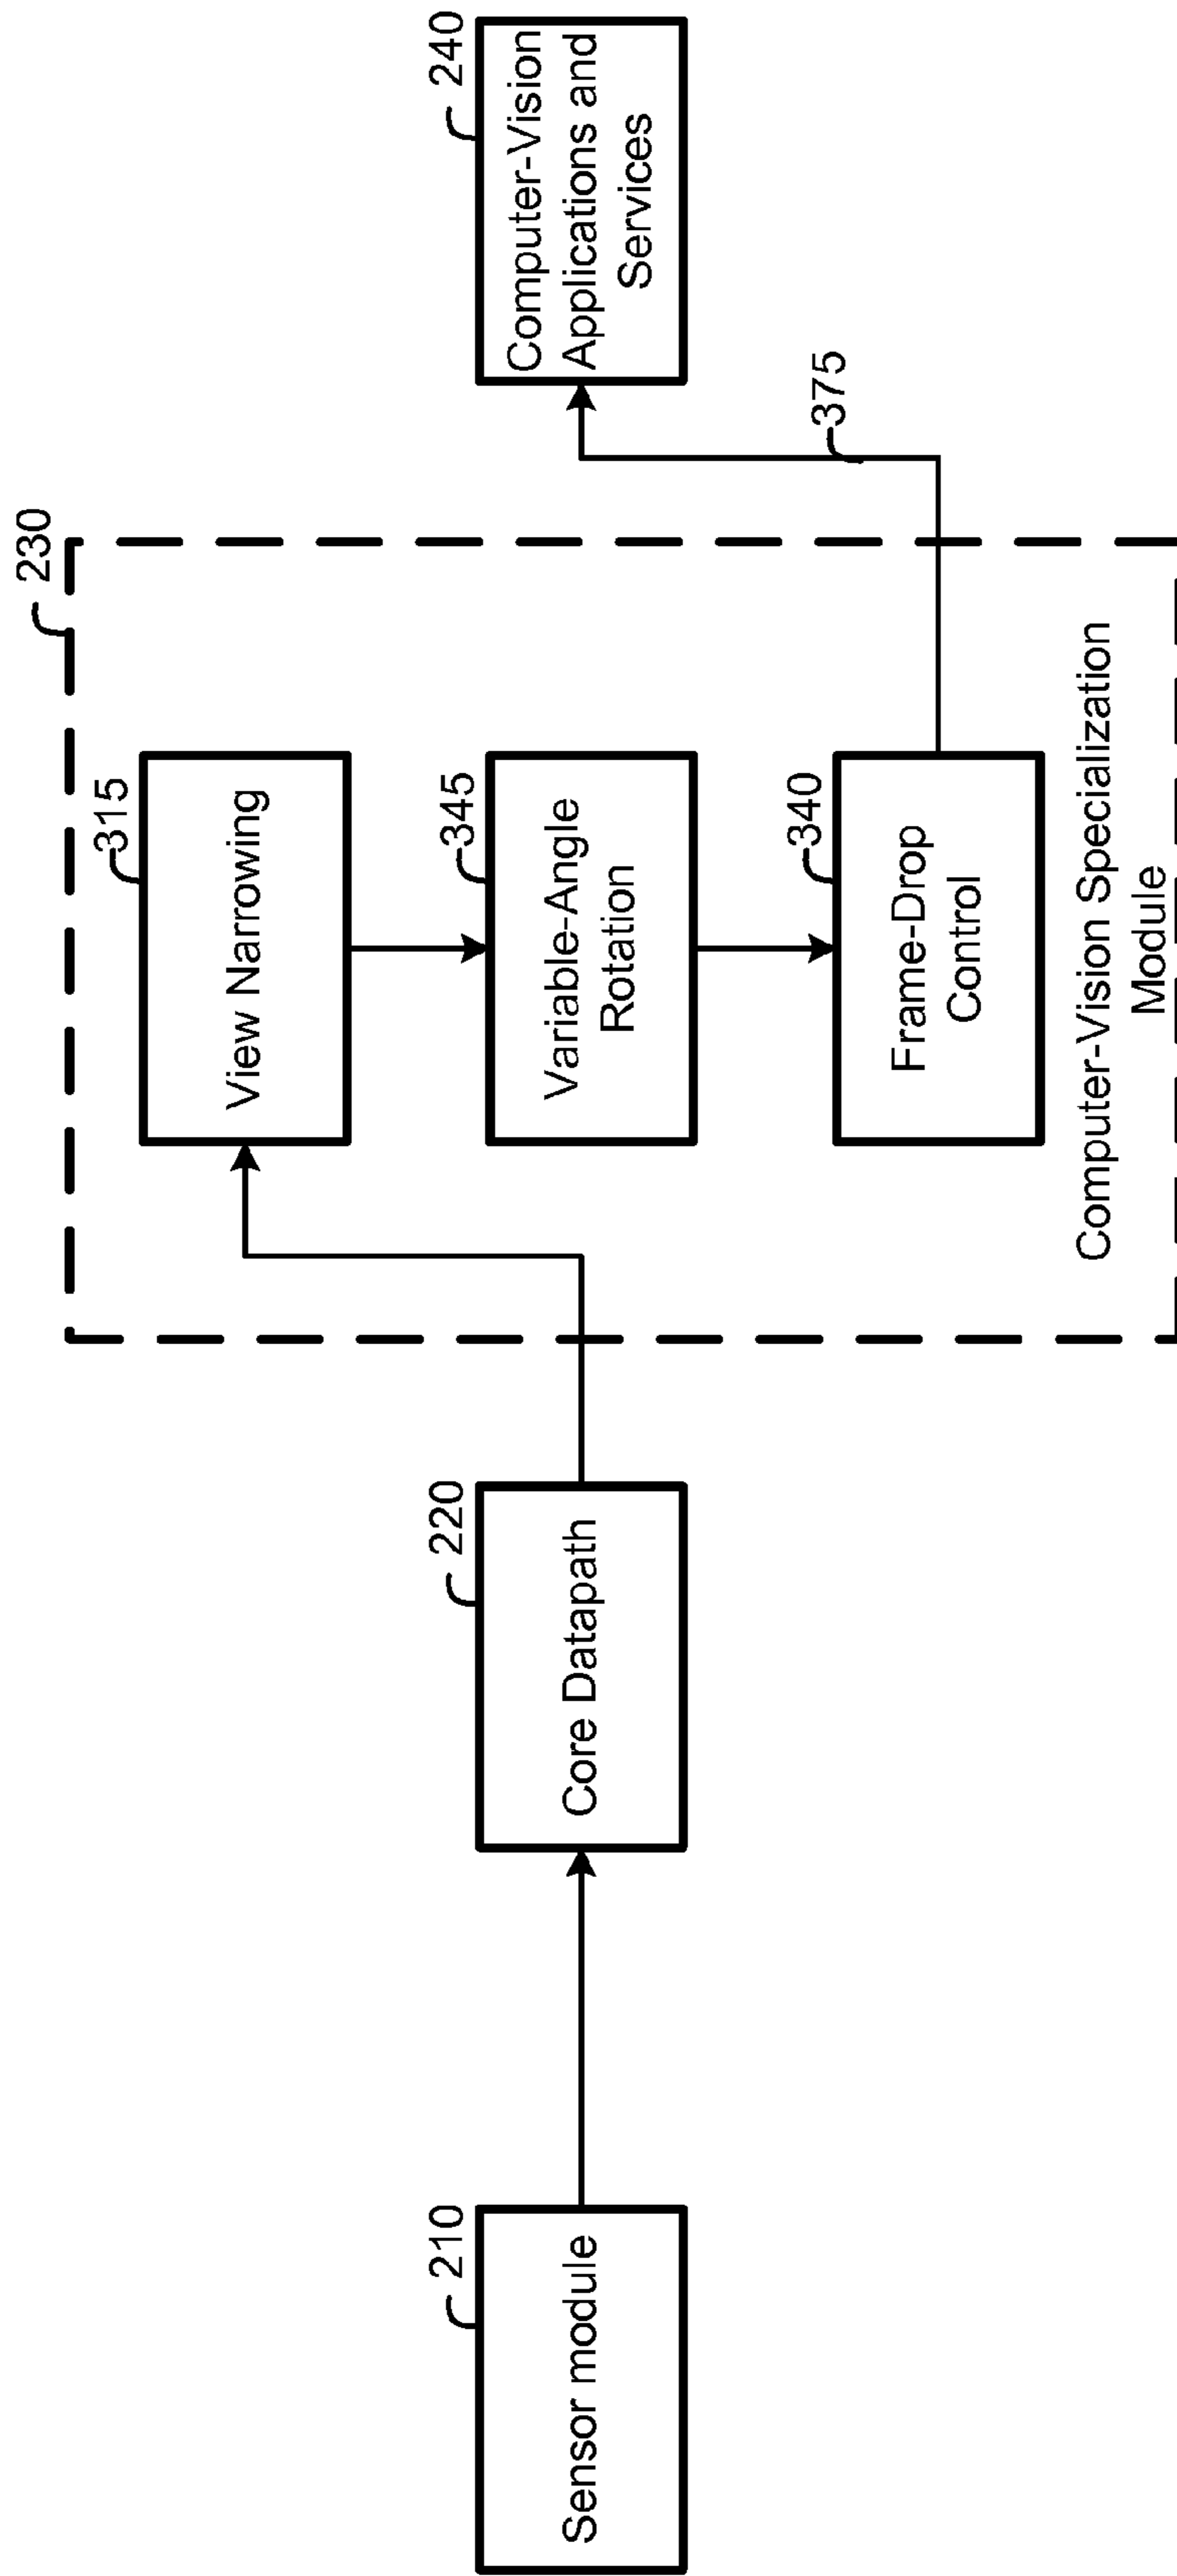 210
Sensor module
220
Core Datapath
230
315
View Narrowing
345
Variable-Angle
Rotation
340
Frame-Drop
Control
Computer-Vision Specialization
Module
375
240
Computer-Vision
Applications and
Services